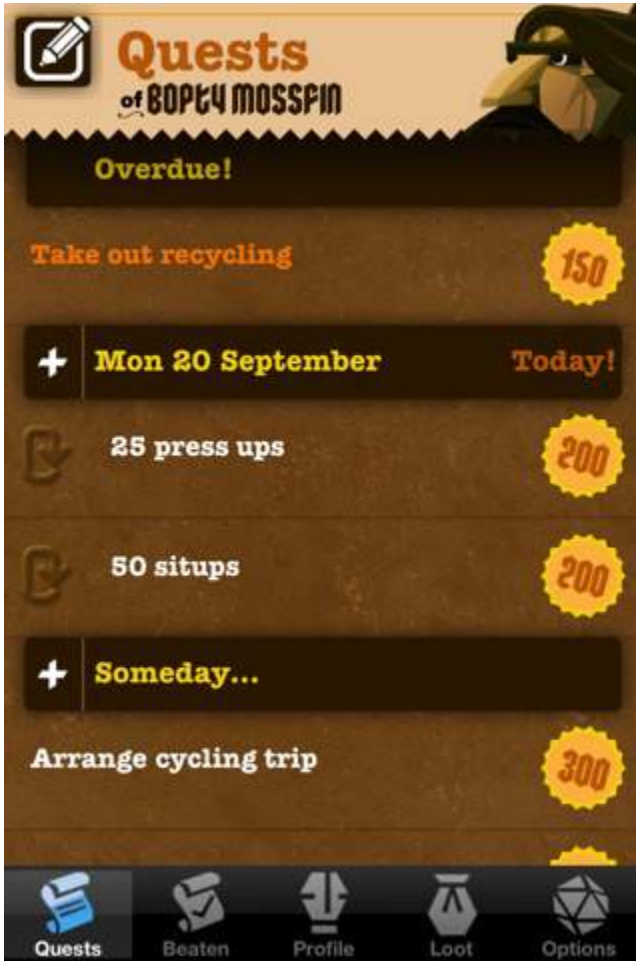 Quests
of BOPTY MOSSFIN
Overdue!
Take out recycling 150
+ Mon 20 September Today!
25 press ups 200
50 situps 200
+ Someday...
Arrange cycling trip 300
Quests Beaten Profile Loot Options